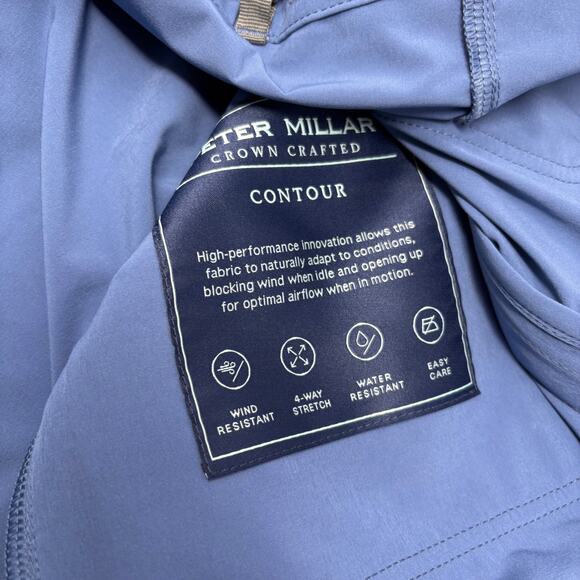 ETER MILLAR
CROWN CRAFTED
CONTOUR
High-performance innovation allows this
fabric to naturally adapt to conditions,
blocking wind when idle and opening up
for optimal airflow when in motion.
WIND
RESISTANT
4-WAY
STRETCH
WATER
RESISTANT
EASY
CARE